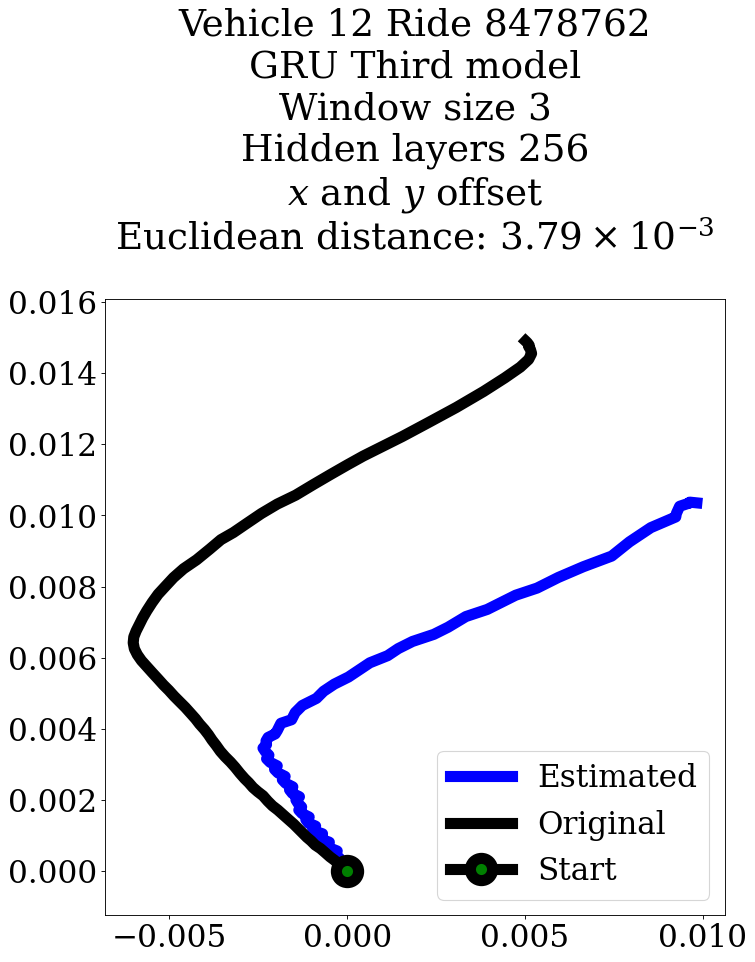 Vehicle 12 Ride 8478762
GRU Third model
Window size 3
Hidden layers 256
x and y offset
Euclidean distance: 3.79 × 10⁻³
0.016
0.014
0.012
0.010
0.008
0.006
0.004
0.002
0.000
Estimated
Original
Start
−0.005 0.000 0.005 0.010